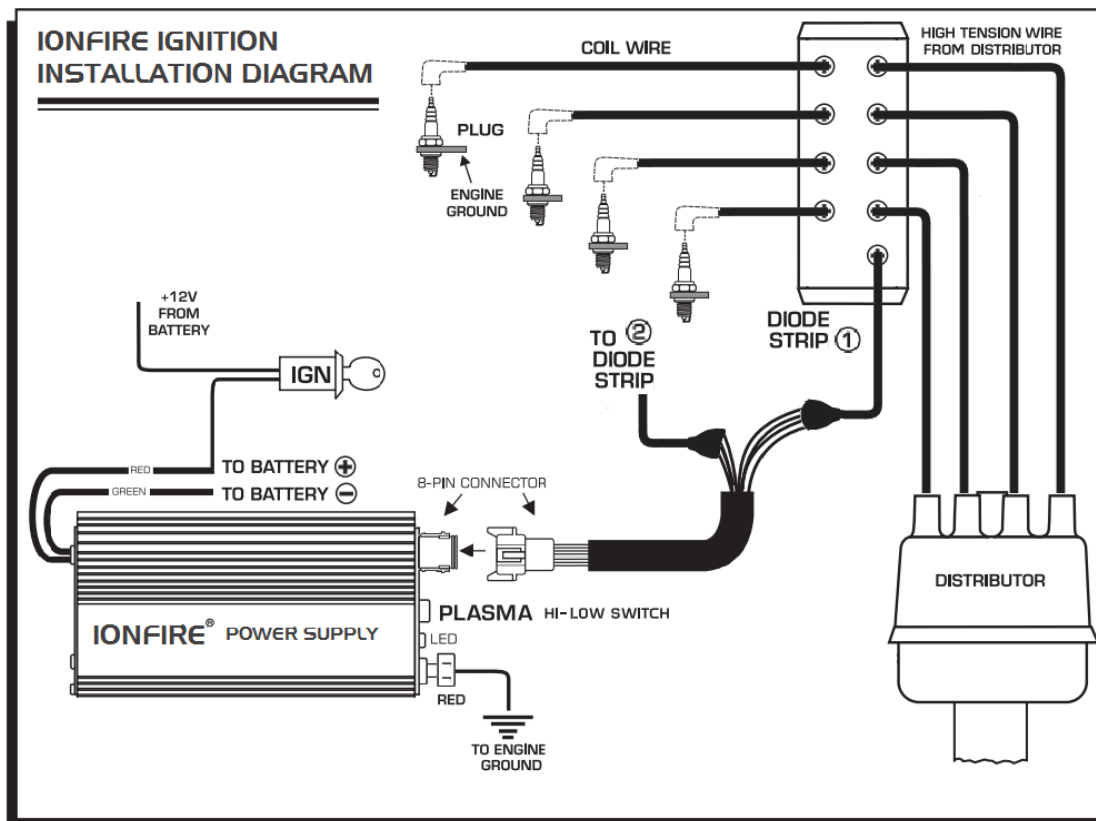 IONFIRE IGNITION
INSTALLATION DIAGRAM
COIL WIRE
HIGH TENSION WIRE
FROM DISTRIBUTOR
PLUG
ENGINE
GROUND
+12V
FROM
BATTERY
IGN
TO ②
DIODE
STRIP
DIODE
STRIP ①
RED
TO BATTERY ⊕
GREEN
TO BATTERY ⊖
8-PIN CONNECTOR
DISTRIBUTOR
PLASMA HI-LOW SWITCH
IONFIRE® POWER SUPPLY
LED
RED
TO ENGINE
GROUND